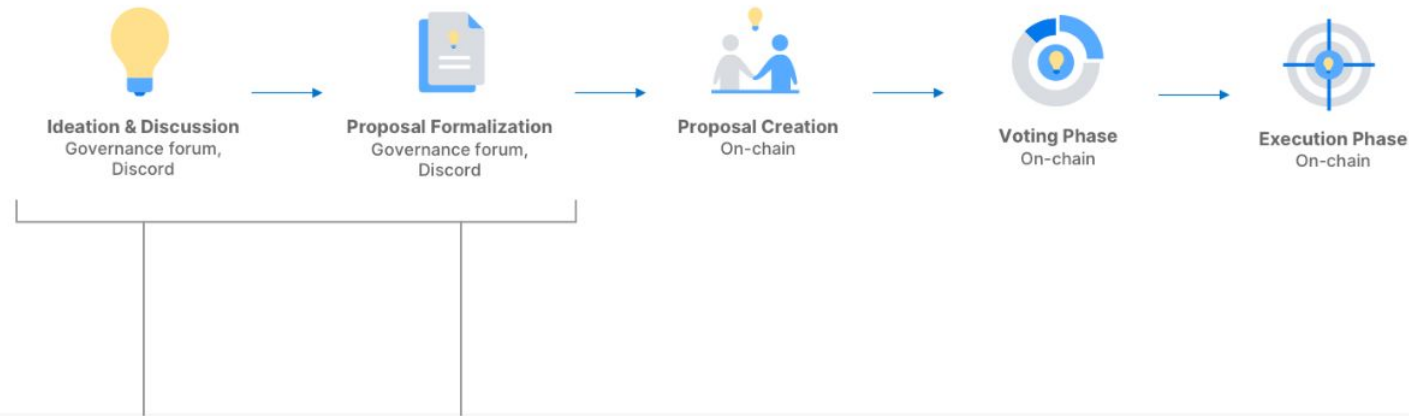 Ideation & Discussion
Governance forum,
Discord
Proposal Formalization
Governance forum,
Discord
Proposal Creation
On-chain
Voting Phase
On-chain
Execution Phase
On-chain